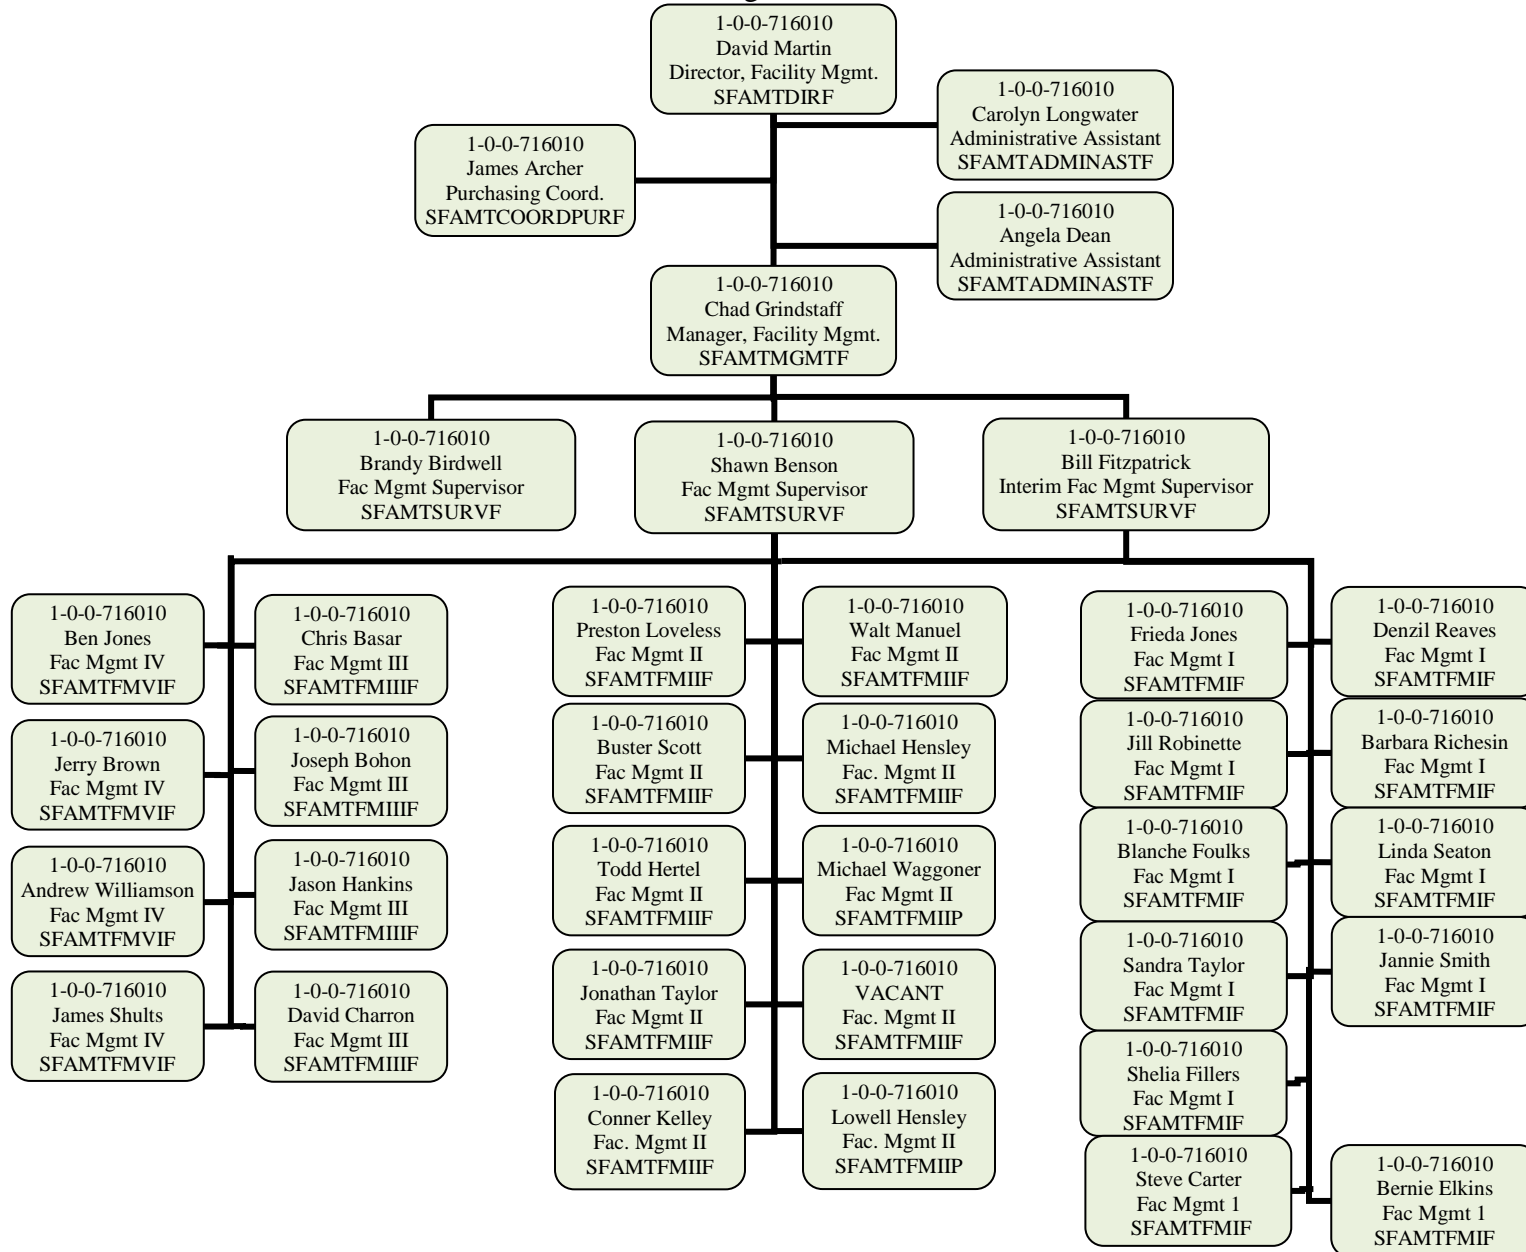 1-0-0-716010
David Martin
Director, Facility Mgmt.
SFAMTDIRF
1-0-0-716010
Carolyn Longwater
Administrative Assistant
SFAMTADMINASTF
1-0-0-716010
James Archer
Purchasing Coord.
SFAMTCOORDPURF
1-0-0-716010
Angela Dean
Administrative Assistant
SFAMTADMINASTF
1-0-0-716010
Chad Grindstaff
Manager, Facility Mgmt.
SFAMTMGMTF
1-0-0-716010
Brandy Birdwell
Fac Mgmt Supervisor
SFAMTSURVF
1-0-0-716010
Shawn Benson
Fac Mgmt Supervisor
SFAMTSURVF
1-0-0-716010
Bill Fitzpatrick
Interim Fac Mgmt Supervisor
SFAMTSURVF
1-0-0-716010
Ben Jones
Fac Mgmt IV
SFAMTFMVIF
1-0-0-716010
Chris Basar
Fac Mgmt III
SFAMTFMIIIF
1-0-0-716010
Jerry Brown
Fac Mgmt IV
SFAMTFMVIF
1-0-0-716010
Joseph Bohon
Fac Mgmt III
SFAMTFMIIIF
1-0-0-716010
Andrew Williamson
Fac Mgmt IV
SFAMTFMVIF
1-0-0-716010
Jason Hankins
Fac Mgmt III
SFAMTFMIIIF
1-0-0-716010
James Shults
Fac Mgmt IV
SFAMTFMVIF
1-0-0-716010
David Charron
Fac Mgmt III
SFAMTFMIIIF
1-0-0-716010
Preston Loveless
Fac Mgmt II
SFAMTFMIIF
1-0-0-716010
Walt Manuel
Fac Mgmt II
SFAMTFMIIF
1-0-0-716010
Buster Scott
Fac Mgmt II
SFAMTFMIIF
1-0-0-716010
Michael Hensley
Fac. Mgmt II
SFAMTFMIIF
1-0-0-716010
Todd Hertel
Fac Mgmt II
SFAMTFMIIF
1-0-0-716010
Michael Waggoner
Fac Mgmt II
SFAMTFMIIP
1-0-0-716010
Jonathan Taylor
Fac Mgmt II
SFAMTFMIIF
1-0-0-716010
VACANT
Fac. Mgmt II
SFAMTFMIIF
1-0-0-716010
Conner Kelley
Fac. Mgmt II
SFAMTFMIIF
1-0-0-716010
Lowell Hensley
Fac. Mgmt II
SFAMTFMIIP
1-0-0-716010
Frieda Jones
Fac Mgmt I
SFAMTFMIF
1-0-0-716010
Denzil Reaves
Fac Mgmt I
SFAMTFMIF
1-0-0-716010
Jill Robinette
Fac Mgmt I
SFAMTFMIF
1-0-0-716010
Barbara Richesin
Fac Mgmt I
SFAMTFMIF
1-0-0-716010
Blanche Foulks
Fac Mgmt I
SFAMTFMIF
1-0-0-716010
Linda Seaton
Fac Mgmt I
SFAMTFMIF
1-0-0-716010
Sandra Taylor
Fac Mgmt I
SFAMTFMIF
1-0-0-716010
Jannie Smith
Fac Mgmt I
SFAMTFMIF
1-0-0-716010
Shelia Fillers
Fac Mgmt I
SFAMTFMIF
1-0-0-716010
Steve Carter
Fac Mgmt 1
SFAMTFMIF
1-0-0-716010
Bernie Elkins
Fac Mgmt 1
SFAMTFMIF